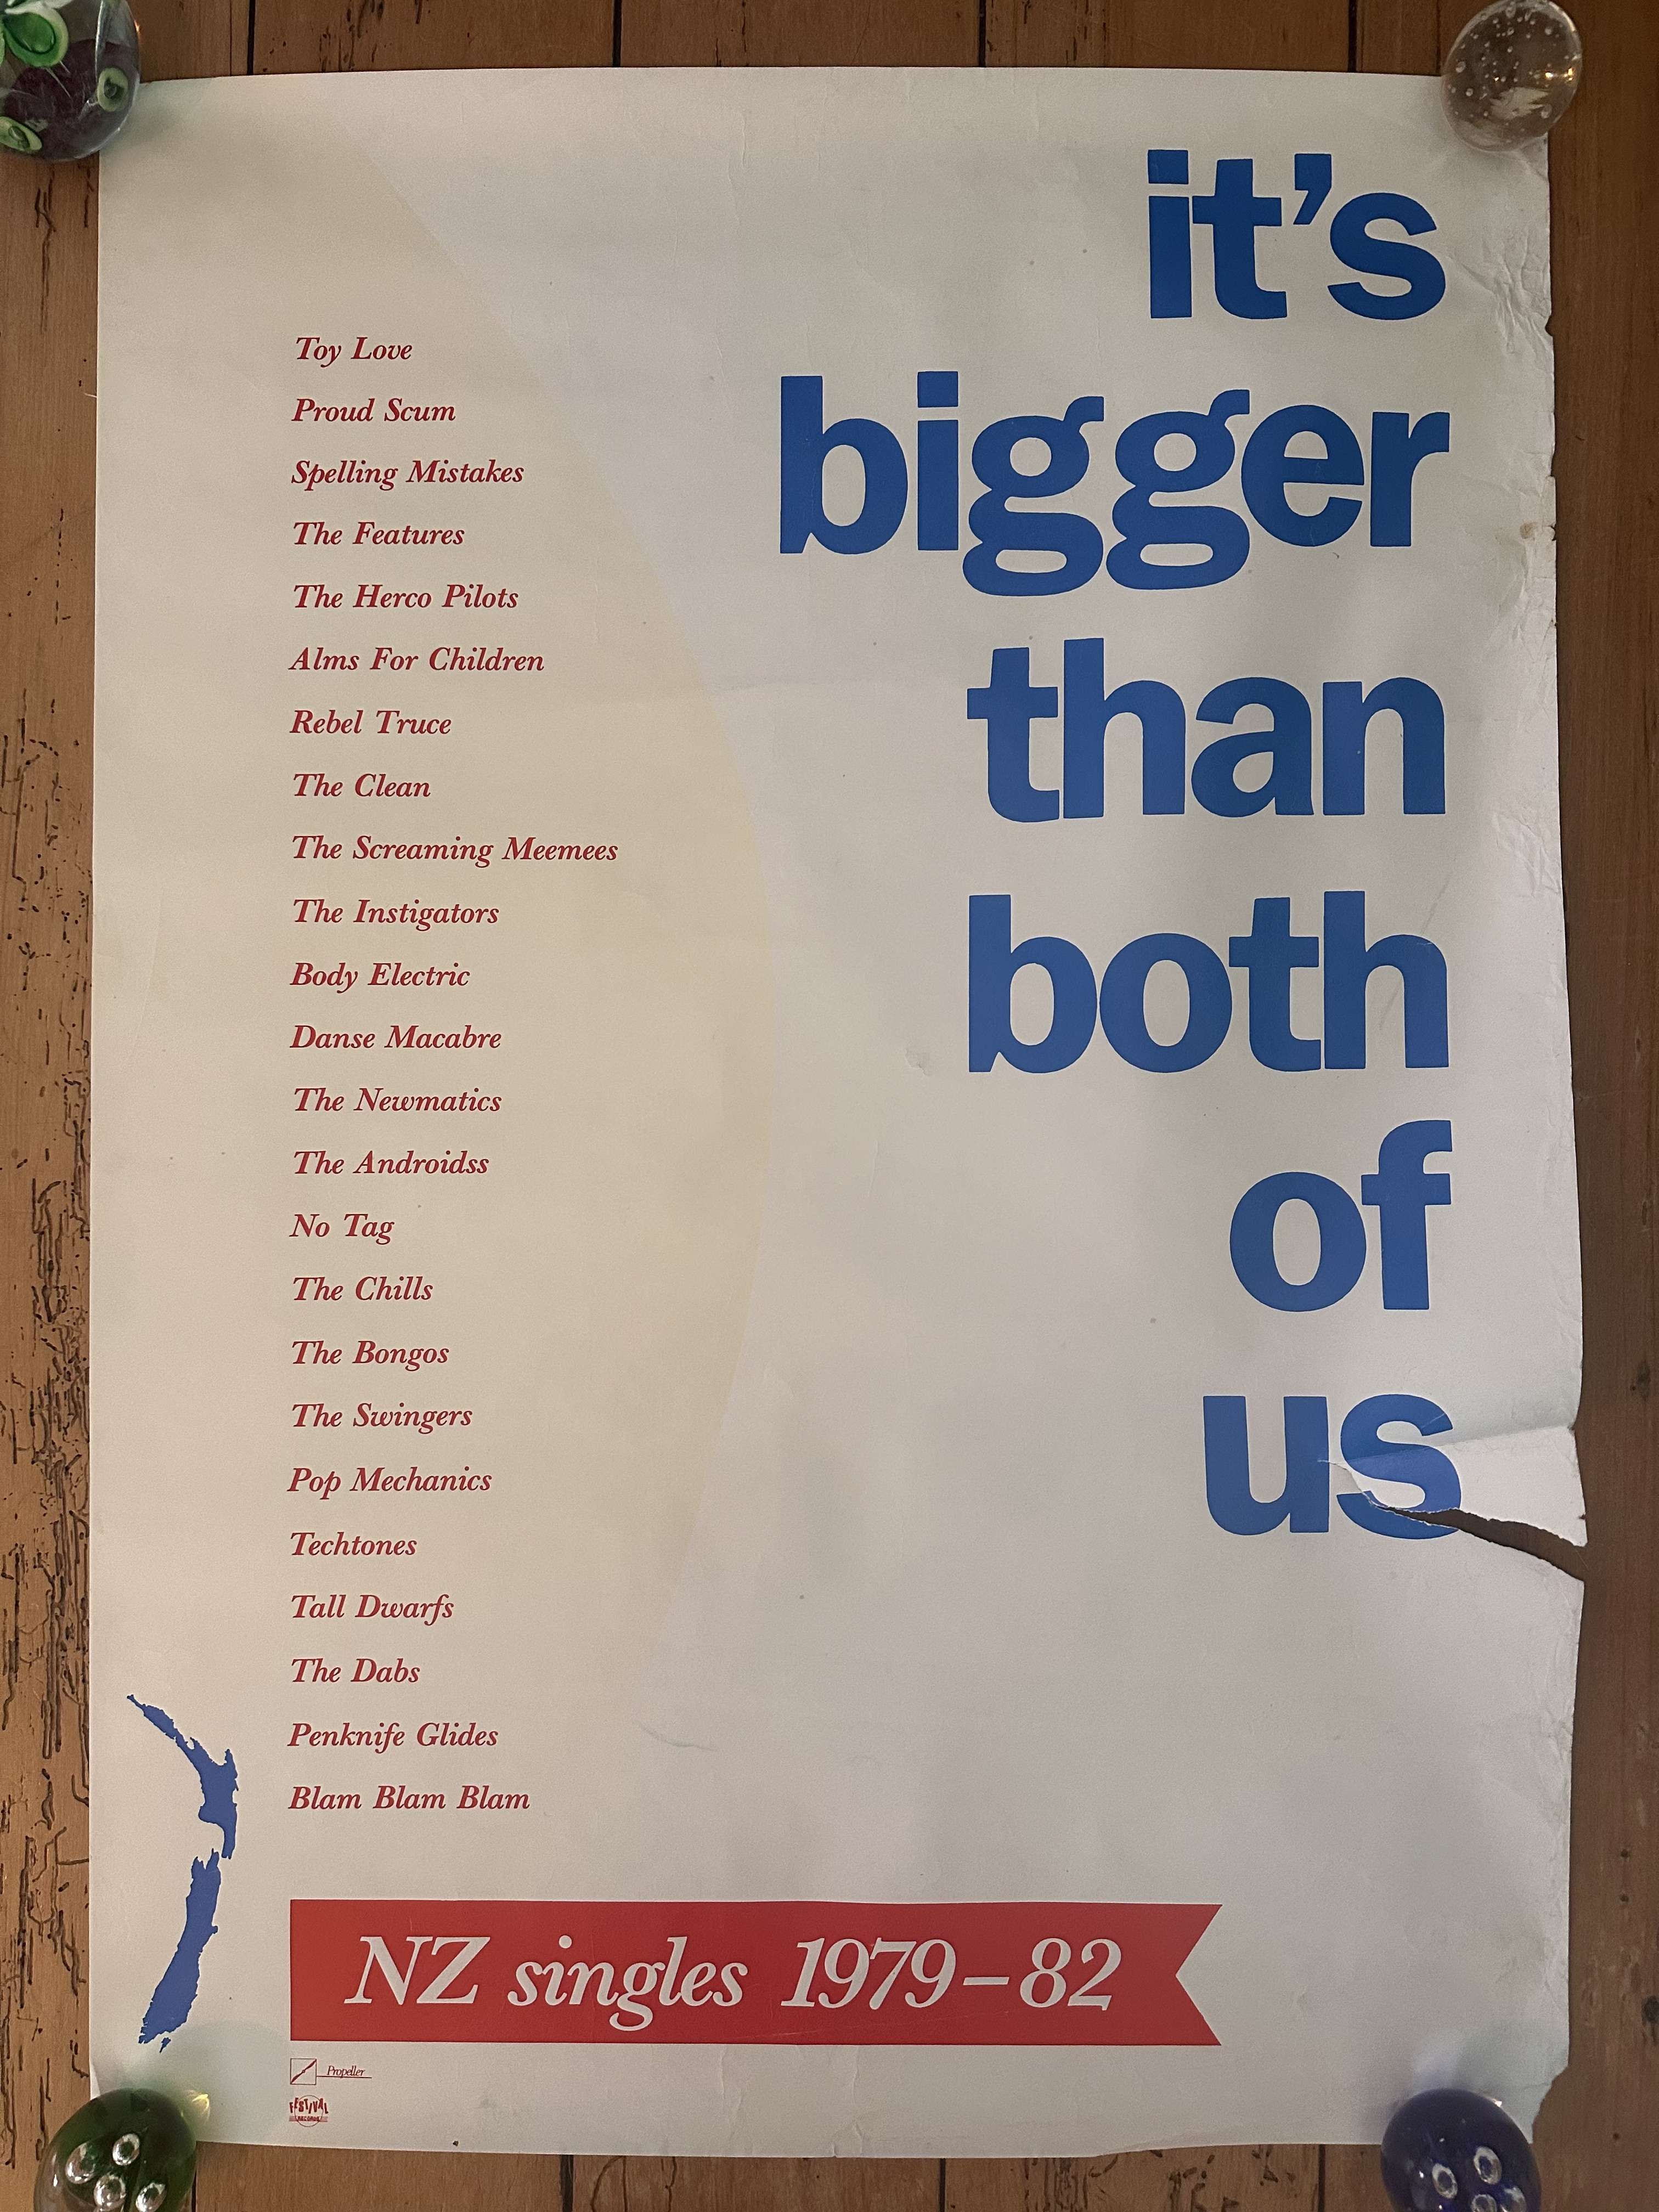 it's
bigger
than
both
of
us
Toy Love
Proud Scum
Spelling Mistakes
The Features
The Herco Pilots
Alms For Children
Rebel Truce
The Clean
The Screaming Meemees
The Instigators
Body Electric
Danse Macabre
The Newmatics
The Androidss
No Tag
The Chills
The Bongos
The Swingers
Pop Mechanics
Techtones
Tall Dwarfs
The Dabs
Penknife Glides
Blam Blam Blam
NZ singles 1979–82
Propeller
FESTIVAL
RECORDS